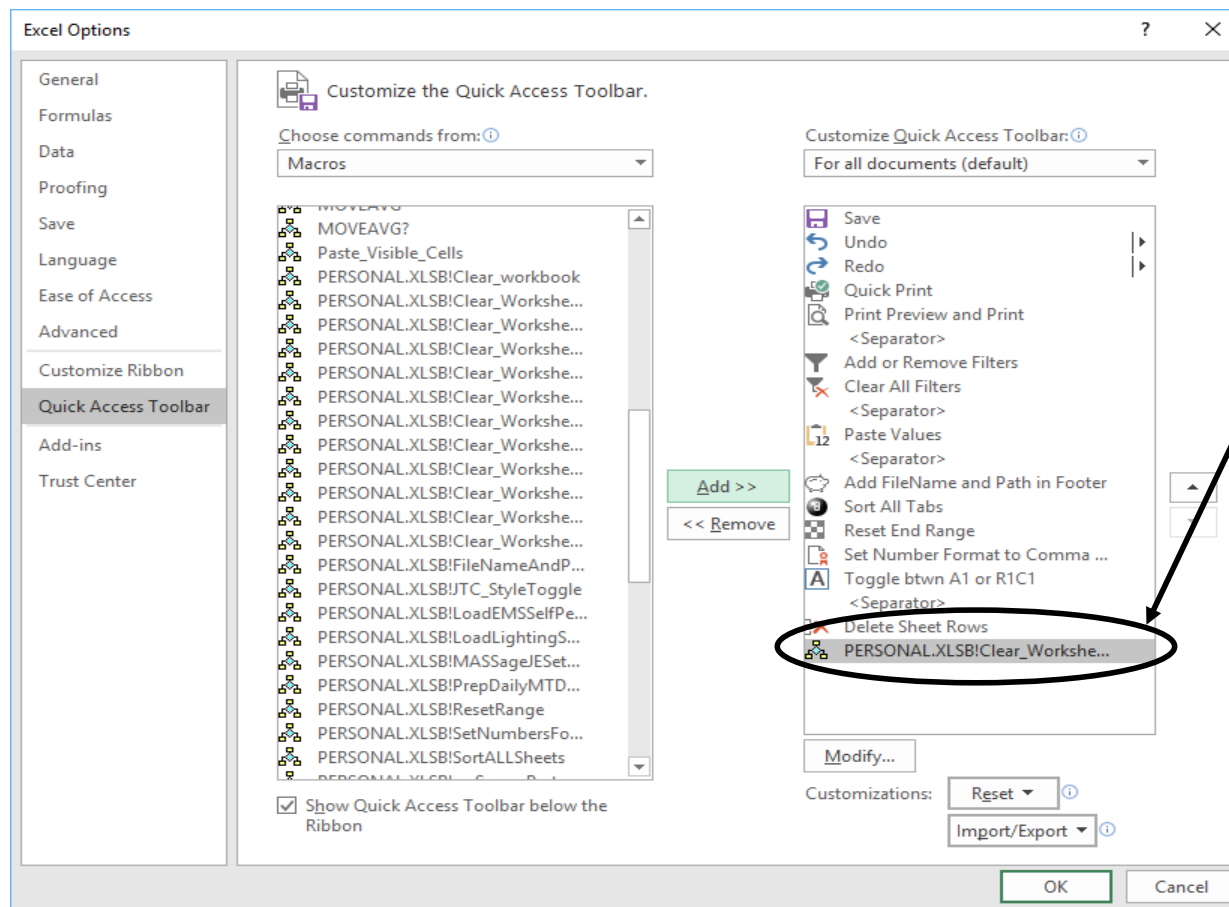 Excel Options
?
General
Formulas
Data
Proofing
Save
Language
Ease of Access
Advanced
Customize Ribbon
Quick Access Toolbar
Add-ins
Trust Center
Customize the Quick Access Toolbar.
Choose commands from:
Macros
MOVEAVG
MOVEAVG?
Paste_Visible_Cells
PERSONAL.XLSB!Clear_workbook
PERSONAL.XLSB!Clear_Workshe...
PERSONAL.XLSB!Clear_Workshe...
PERSONAL.XLSB!Clear_Workshe...
PERSONAL.XLSB!Clear_Workshe...
PERSONAL.XLSB!Clear_Workshe...
PERSONAL.XLSB!Clear_Workshe...
PERSONAL.XLSB!Clear_Workshe...
PERSONAL.XLSB!Clear_Workshe...
PERSONAL.XLSB!Clear_Workshe...
PERSONAL.XLSB!Clear_Workshe...
PERSONAL.XLSB!Clear_Workshe...
PERSONAL.XLSB!FileNameAndP...
PERSONAL.XLSB!JTC_StyleToggle
PERSONAL.XLSB!LoadEMSSelfPe...
PERSONAL.XLSB!LoadLightingS...
PERSONAL.XLSB!MASSageJESet...
PERSONAL.XLSB!PrepDailyMTD...
PERSONAL.XLSB!ResetRange
PERSONAL.XLSB!SetNumbersFo...
PERSONAL.XLSB!SortALLSheets
Show Quick Access Toolbar below the
Ribbon
Add >>
<< Remove
Customize Quick Access Toolbar:
For all documents (default)
Save
Undo
Redo
Quick Print
Print Preview and Print
<Separator>
Add or Remove Filters
Clear All Filters
<Separator>
12
Paste Values
<Separator>
Add FileName and Path in Footer
8
Sort All Tabs
Reset End Range
Set Number Format to Comma ...
A
Toggle btwn A1 or R1C1
<Separator>
Delete Sheet Rows
PERSONAL.XLSB!Clear_Workshe...
Modify...
Customizations:
Reset
Import/Export
OK
Cancel